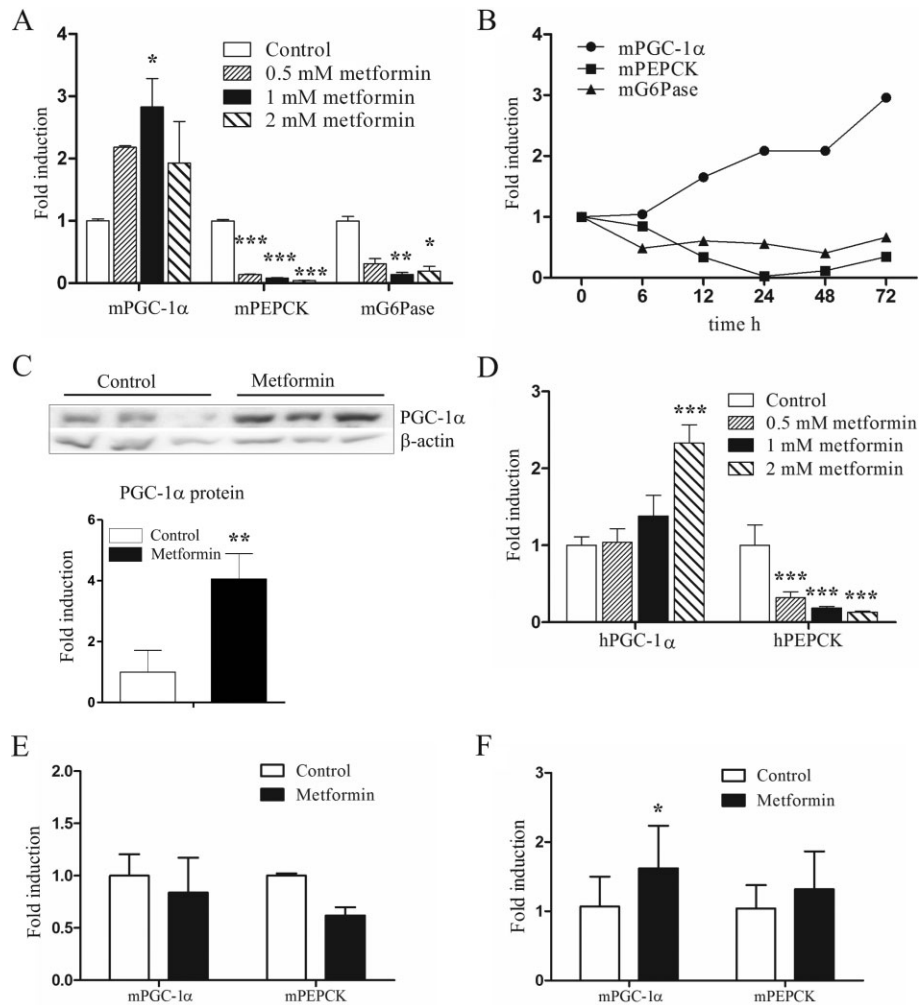 A
Fold induction
4
3
2
1
0
Control
0.5 mM metformin
1 mM metformin
2 mM metformin
*
***
***
***
**
*
mPGC-1α
mPEPCK
mG6Pase
B
Fold induction
4
3
2
1
0
mPGC-1α
mPEPCK
mG6Pase
0 6 12 24 48 72
time h
C
Control
Metformin
PGC-1α
β-actin
PGC-1α protein
Fold induction
6
4
2
0
Control
Metformin
**
D
Fold induction
3
2
1
0
Control
0.5 mM metformin
1 mM metformin
2 mM metformin
***
***
***
***
hPGC-1α
hPEPCK
E
Fold induction
2.0
1.5
1.0
0.5
0.0
Control
Metformin
mPGC-1α
mPEPCK
F
Fold induction
3
2
1
0
Control
Metformin
*
mPGC-1α
mPEPCK